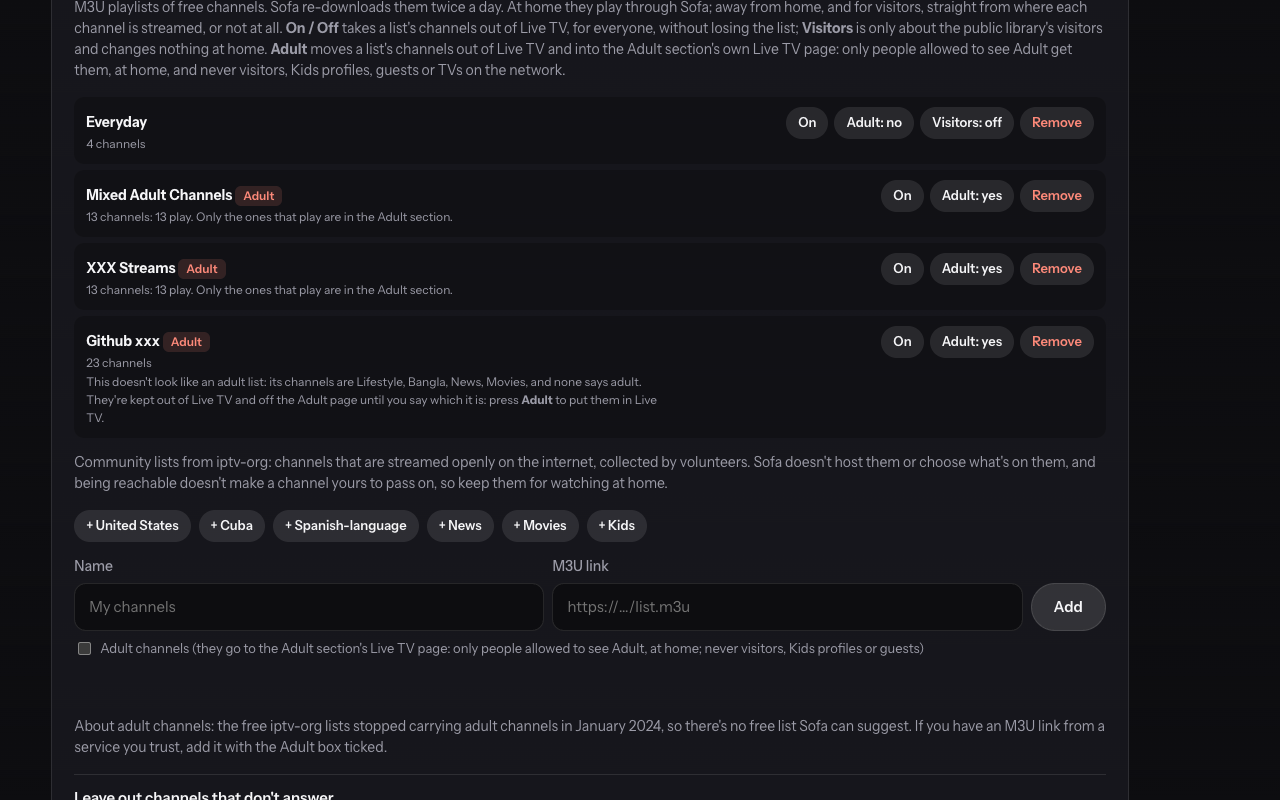 M3U playlists of free channels. Sofa re-downloads them twice a day. At home they play through Sofa; away from home, and for visitors, straight from where each
channel is streamed, or not at all. On / Off takes a list's channels out of Live TV, for everyone, without losing the list; Visitors is only about the public library's visitors
and changes nothing at home. Adult moves a list's channels out of Live TV and into the Adult section's own Live TV page: only people allowed to see Adult get
them, at home, and never visitors, Kids profiles, guests or TVs on the network.
Everyday
On
Adult: no
Visitors: off
Remove
4 channels
Mixed Adult Channels Adult
On
Adult: yes
Remove
13 channels: 13 play. Only the ones that play are in the Adult section.
XXX Streams Adult
On
Adult: yes
Remove
13 channels: 13 play. Only the ones that play are in the Adult section.
Github xxx Adult
On
Adult: yes
Remove
23 channels
This doesn't look like an adult list: its channels are Lifestyle, Bangla, News, Movies, and none says adult.
They're kept out of Live TV and off the Adult page until you say which it is: press Adult to put them in Live
TV.
Community lists from iptv-org: channels that are streamed openly on the internet, collected by volunteers. Sofa doesn't host them or choose what's on them, and
being reachable doesn't make a channel yours to pass on, so keep them for watching at home.
+ United States
+ Cuba
+ Spanish-language
+ News
+ Movies
+ Kids
Name
M3U link
My channels
https://…/list.m3u
Add
Adult channels (they go to the Adult section's Live TV page: only people allowed to see Adult, at home; never visitors, Kids profiles or guests)
About adult channels: the free iptv-org lists stopped carrying adult channels in January 2024, so there's no free list Sofa can suggest. If you have an M3U link from a
service you trust, add it with the Adult box ticked.
Leave out channels that don't answer